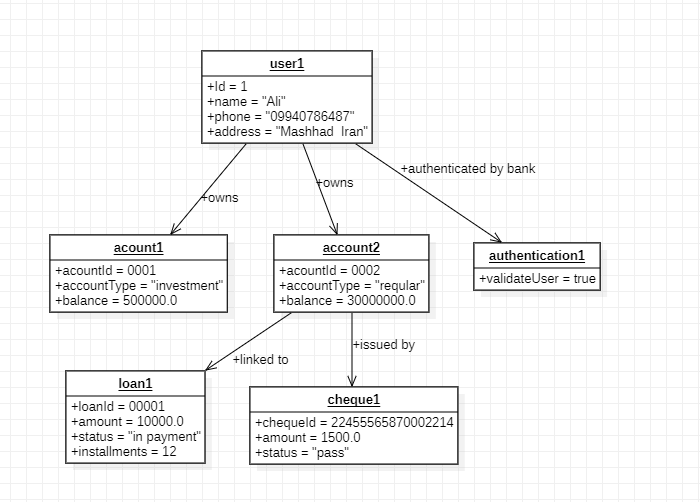 user1
+Id = 1
+name = "Ali"
+phone = "09940786487"
+address = "Mashhad  Iran"
+owns
+owns
+authenticated by bank
acount1
+acountId = 0001
+accountType = "investment"
+balance = 500000.0
account2
+acountId = 0002
+accountType = "reqular"
+balance = 30000000.0
authentication1
+validateUser = true
+linked to
+issued by
loan1
+loanId = 00001
+amount = 10000.0
+status = "in payment"
+installments = 12
cheque1
+chequeId = 22455565870002214
+amount = 1500.0
+status = "pass"